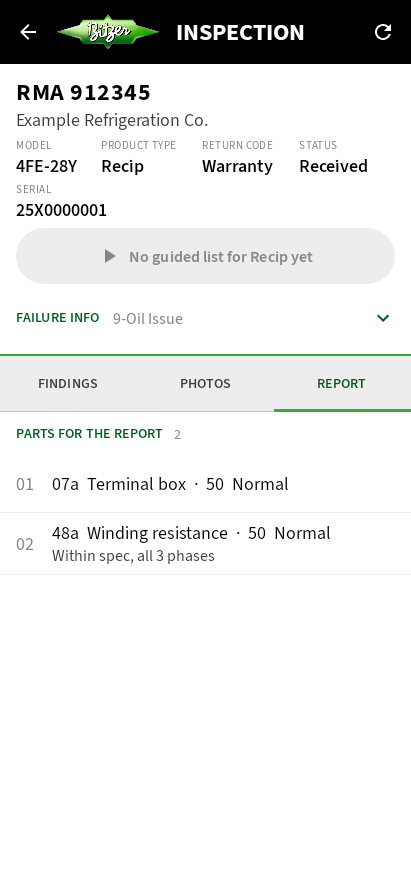 Bitzer INSPECTION
RMA 912345
Example Refrigeration Co.
MODEL PRODUCT TYPE RETURN CODE STATUS
4FE-28Y Recip Warranty Received
SERIAL
25X0000001
No guided list for Recip yet
FAILURE INFO 9-Oil Issue
FINDINGS PHOTOS REPORT
PARTS FOR THE REPORT 2
01 07a Terminal box · 50 Normal
02 48a Winding resistance · 50 Normal
Within spec, all 3 phases